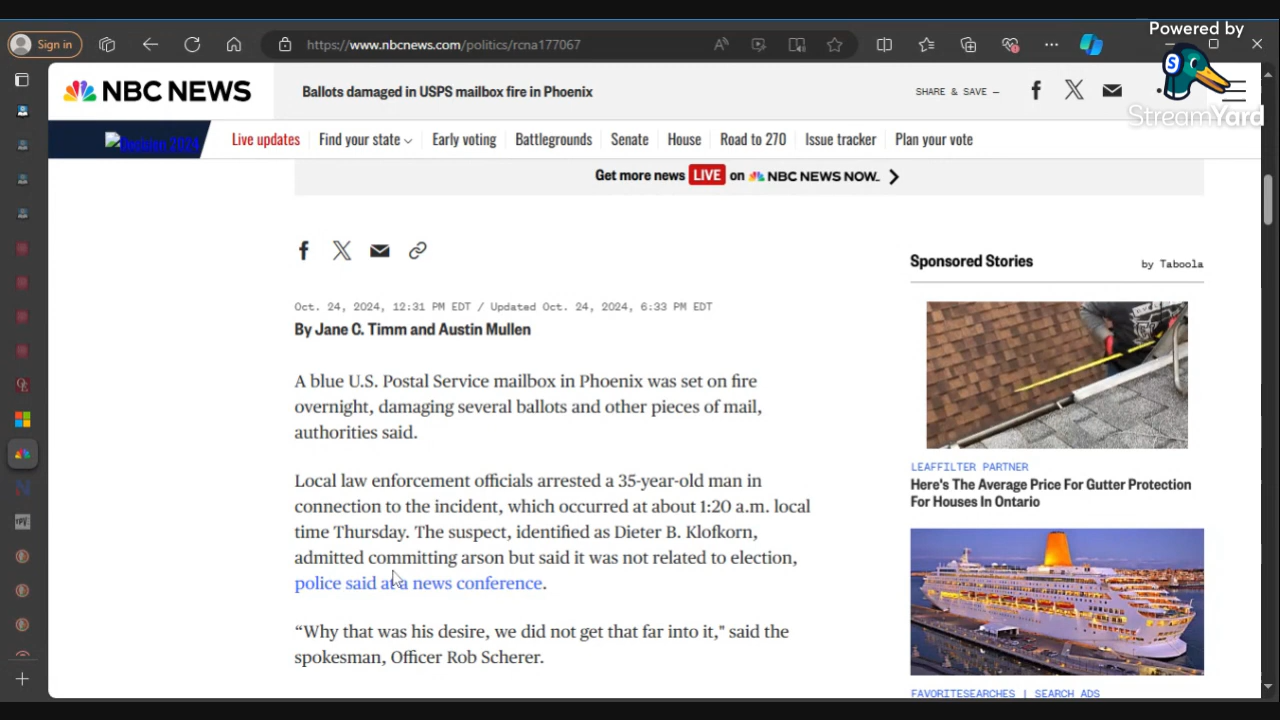 Powered by
StreamYard
Sign in
https://www.nbcnews.com/politics/rcna177067
NBC NEWS
Ballots damaged in USPS mailbox fire in Phoenix
SHARE & SAVE —
Decision 2024
Live updates
Find your state
Early voting
Battlegrounds
Senate
House
Road to 270
Issue tracker
Plan your vote
Get more news LIVE on NBC NEWS NOW.
Oct. 24, 2024, 12:31 PM EDT / Updated Oct. 24, 2024, 6:33 PM EDT
By Jane C. Timm and Austin Mullen
A blue U.S. Postal Service mailbox in Phoenix was set on fire
overnight, damaging several ballots and other pieces of mail,
authorities said.
Local law enforcement officials arrested a 35-year-old man in
connection to the incident, which occurred at about 1:20 a.m. local
time Thursday. The suspect, identified as Dieter B. Klofkorn,
admitted committing arson but said it was not related to election,
police said at a news conference.
“Why that was his desire, we did not get that far into it,” said the
spokesman, Officer Rob Scherer.
Sponsored Stories
by Taboola
LEAFFILTER PARTNER
Here's The Average Price For Gutter Protection
For Houses In Ontario
FAVORITESEARCHES | SEARCH ADS